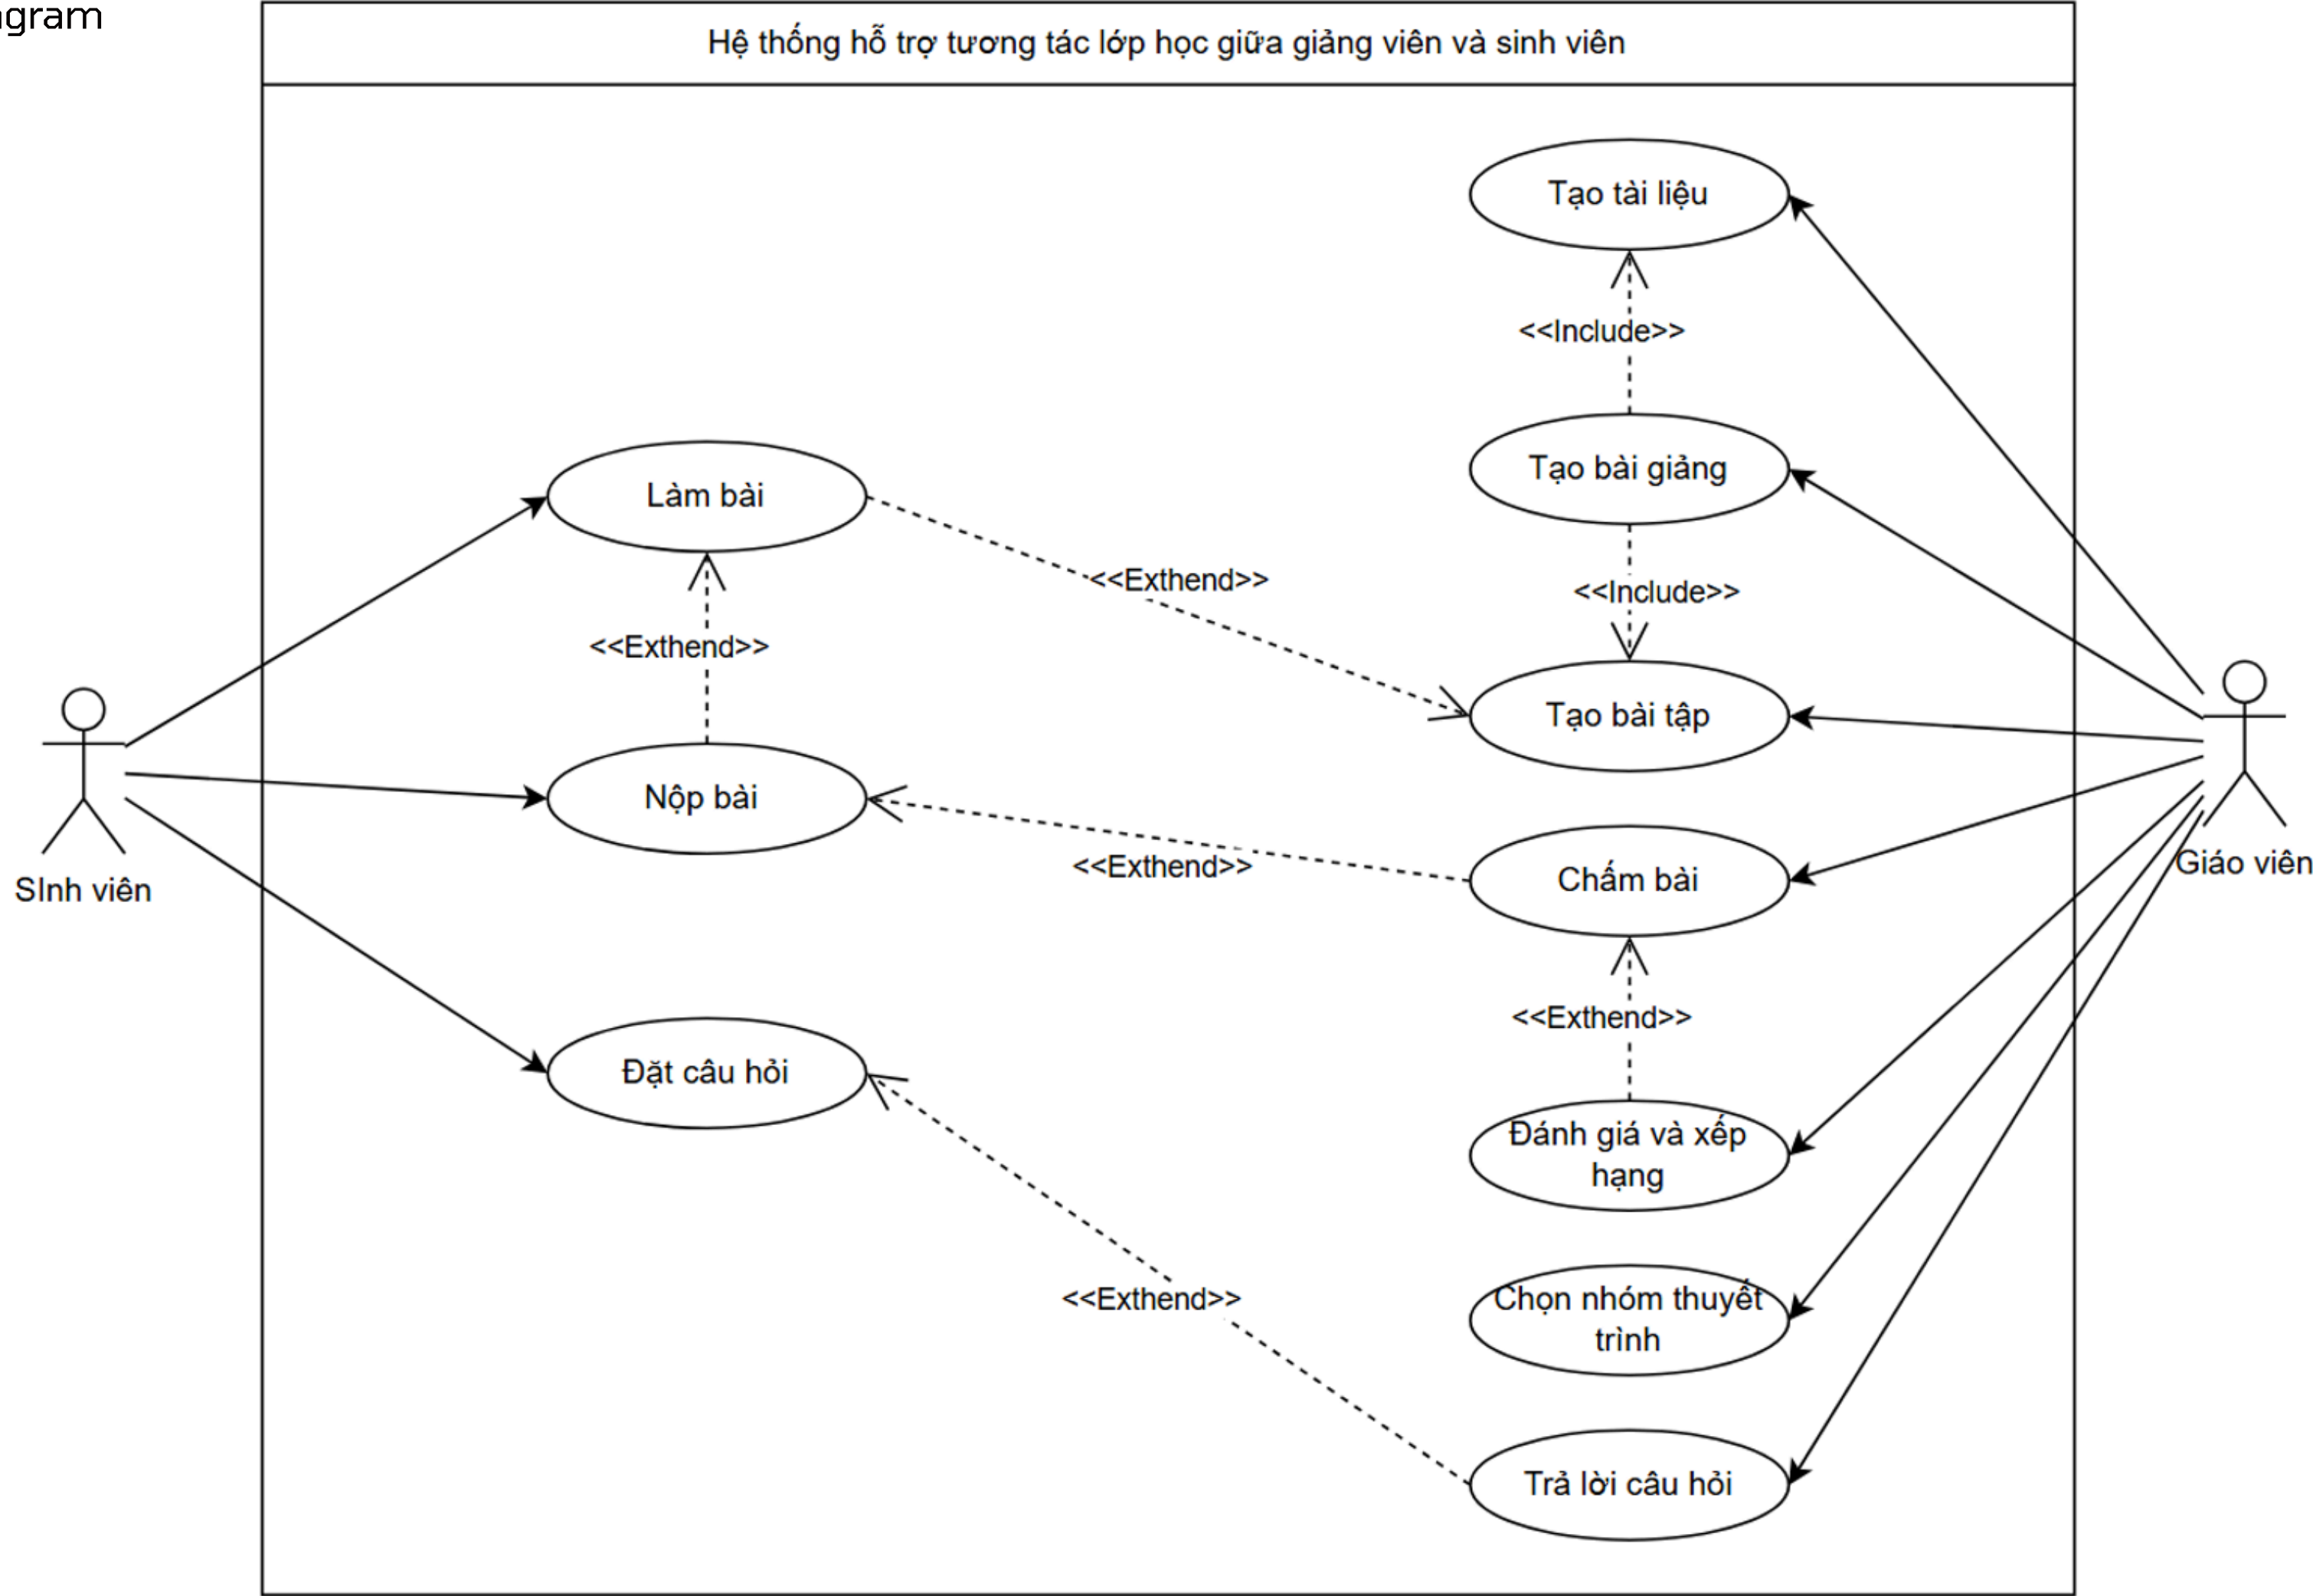 gram
Hệ thống hỗ trợ tương tác lớp học giữa giảng viên và sinh viên
Tạo tài liệu
<<Include>>
Tạo bài giảng
Làm bài
<<Exthend>>
<<Include>>
<<Exthend>>
Tạo bài tập
Nộp bài
<<Exthend>>
Chấm bài
Giáo viên
SInh viên
<<Exthend>>
Đặt câu hỏi
Đánh giá và xếp
hạng
<<Exthend>>
Chọn nhóm thuyết
trình
Trả lời câu hỏi